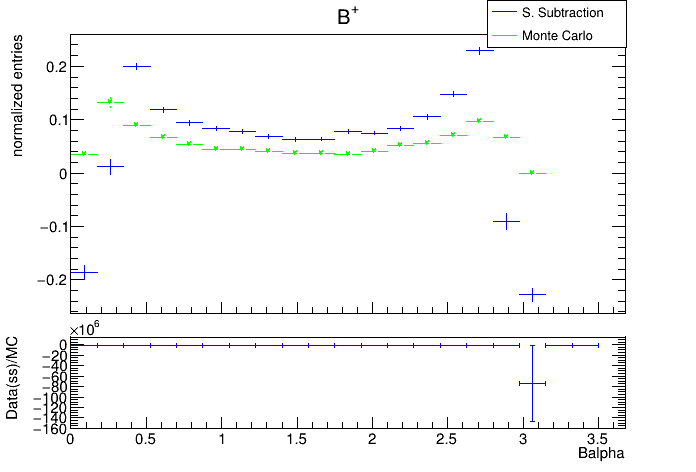 B+
S. Subtraction
Monte Carlo
normalized entries
0.2
0.1
0
−0.1
−0.2
×10^6
Data(ss)/MC
0
−20
−40
−60
−80
−100
−120
−140
−160
0 0.5 1 1.5 2 2.5 3 3.5
Balpha